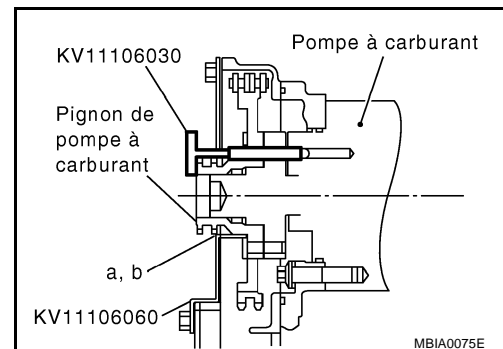 KV11106030
Pompe à carburant
Pignon de
pompe à
carburant
a, b
KV11106060
MBIA0075E